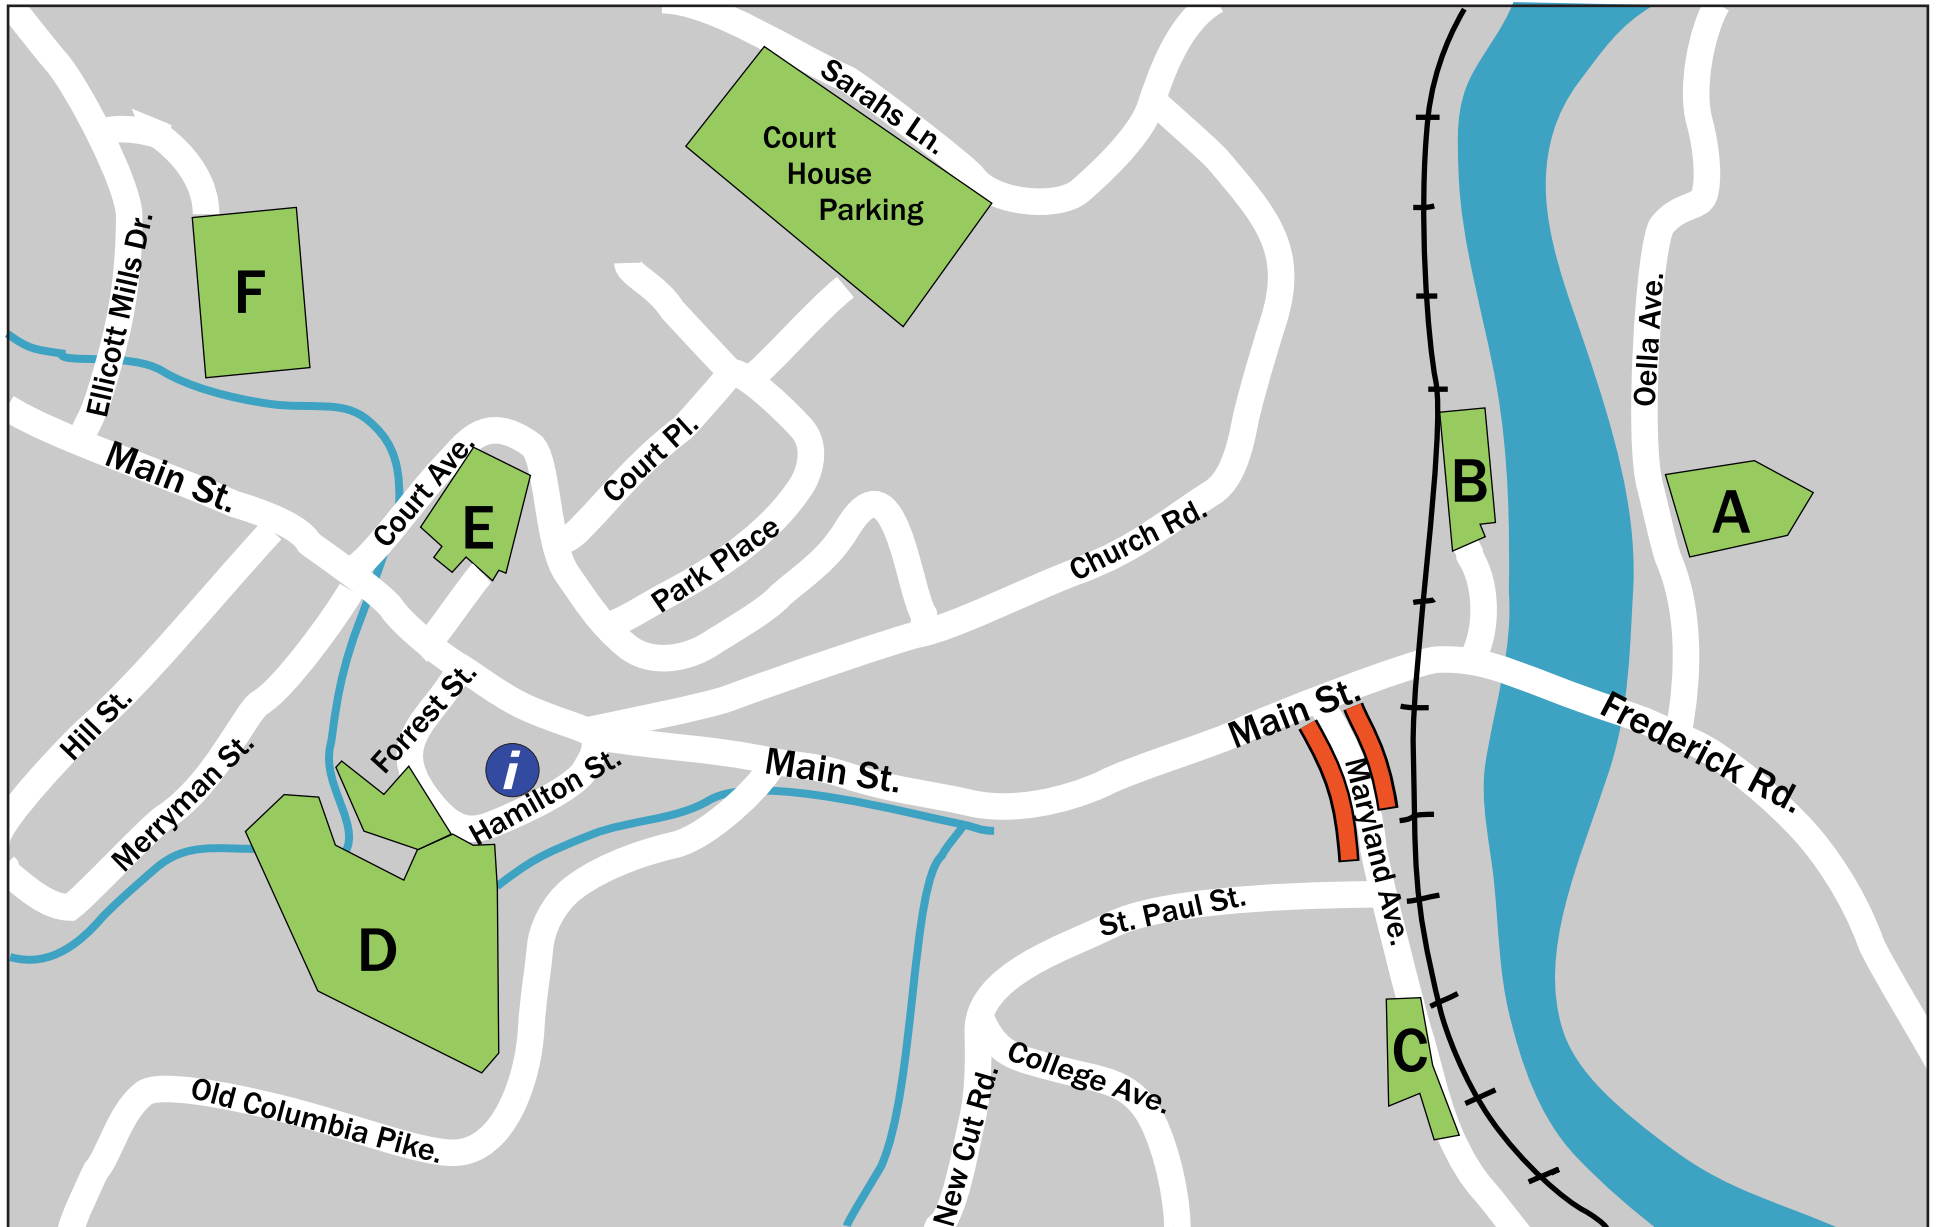 Sarahs Ln.
Court
House
Parking
Ellicott Mills Dr.
F
Oella Ave.
Main St.
Court Ave.
E
Court Pl.
Park Place
Church Rd.
B
A
Hill St.
Merryman St.
Forrest St.
i
Hamilton St.
Main St.
Main St.
Maryland Ave.
Frederick Rd.
D
St. Paul St.
C
Old Columbia Pike.
College Ave.
New Cut Rd.